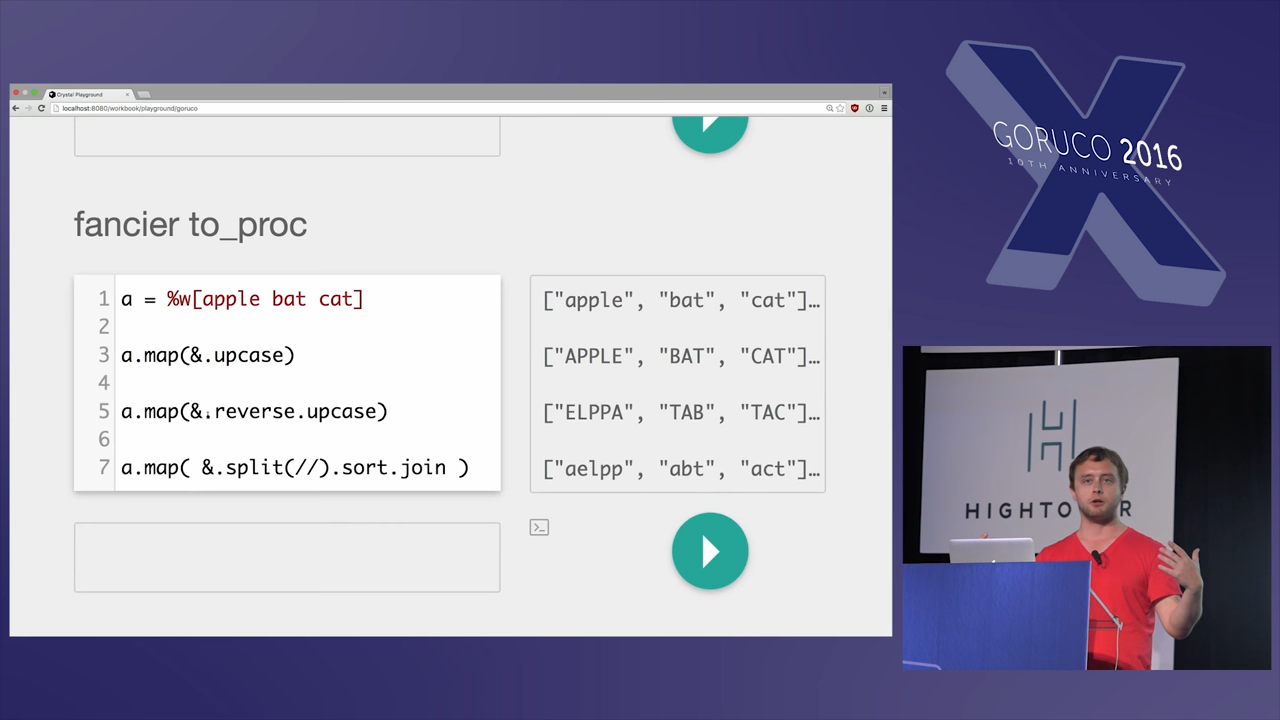 Crystal Playground
localhost:8080/workbook/playground/goruco
fancier to_proc
1 a = %w[apple bat cat]
2
3 a.map(&.upcase)
4
5 a.map(&.reverse.upcase)
6
7 a.map( &.split(//).sort.join )
["apple", "bat", "cat"]…
["APPLE", "BAT", "CAT"]…
["ELPPA", "TAB", "TAC"]…
["aelpp", "abt", "act"]…
>_
GORUCO 2016
10TH ANNIVERSARY